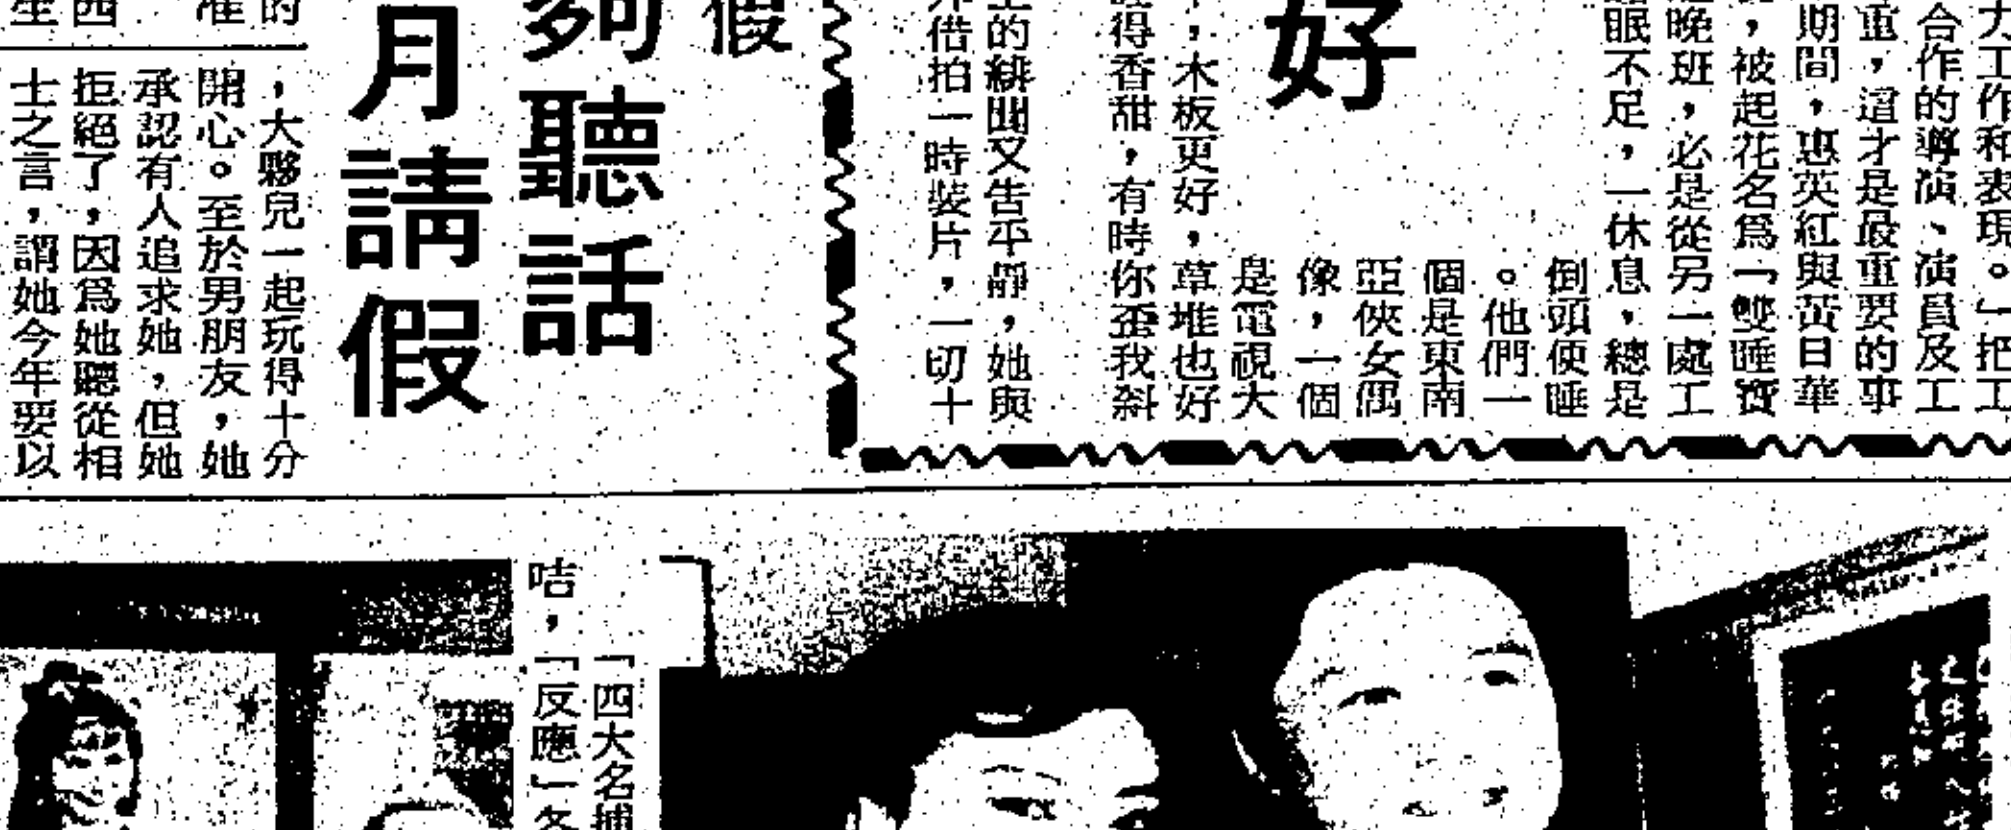 力工作和表現。」把工
合作的導演、演員及工
重，這才是最重要的事
期間，惠英紅與黃日華
，被起花名爲「雙睡寶
晚班，必是從另一處工
眠不足，一休息，總是
倒頭便睡
。他們一
個是東南
亞俠女偶
像，一個
是電視大
好
，木板更好，草堆也好
得香甜，有時你歪我斜
的緋聞又告平靜，她與
借拍一時裝片，一切十
假
夠聽話
月請假
的
准
西
，大夥兒一起玩得十分
開心。至於男朋友，她
承認有人追求她，但她
拒絕了，因爲她聽從相
士之言，謂她今年要以
「四大名捕
咭，「反應」各